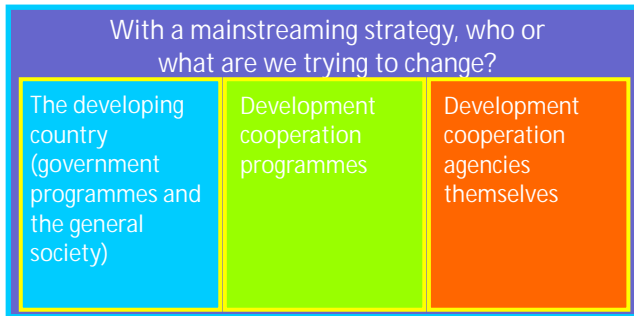 With a mainstreaming strategy, who or
what are we trying to change?
The developing
country
(government
programmes and
the general
society)
Development
cooperation
programmes
Development
cooperation
agencies
themselves